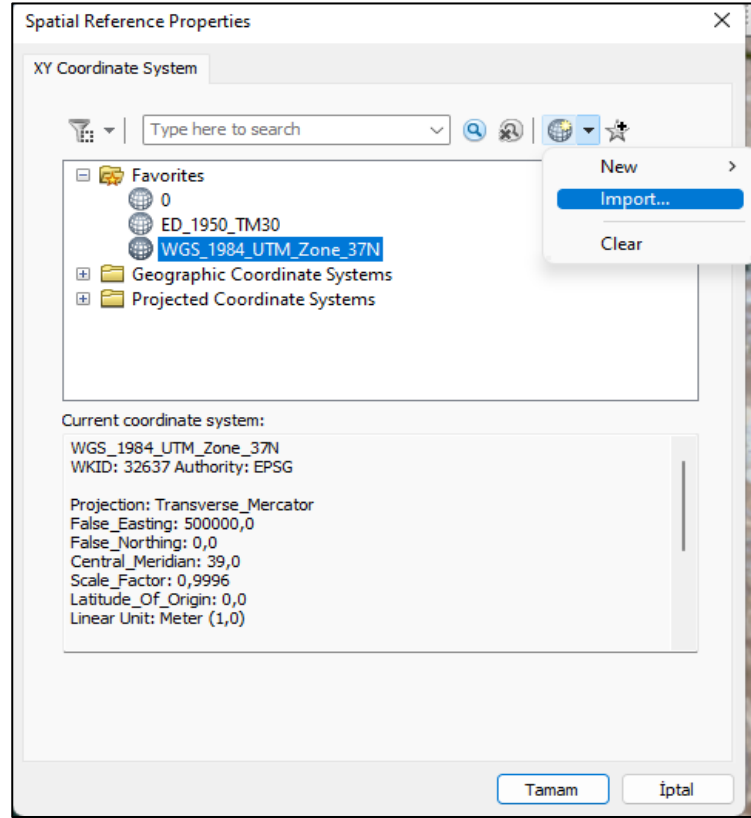 Spatial Reference Properties
XY Coordinate System
Type here to search
New
Import...
Clear
Favorites
0
ED_1950_TM30
WGS_1984_UTM_Zone_37N
Geographic Coordinate Systems
Projected Coordinate Systems
Current coordinate system:
WGS_1984_UTM_Zone_37N
WKID: 32637 Authority: EPSG
Projection: Transverse_Mercator
False_Easting: 500000,0
False_Northing: 0,0
Central_Meridian: 39,0
Scale_Factor: 0,9996
Latitude_Of_Origin: 0,0
Linear Unit: Meter (1,0)
Tamam
İptal